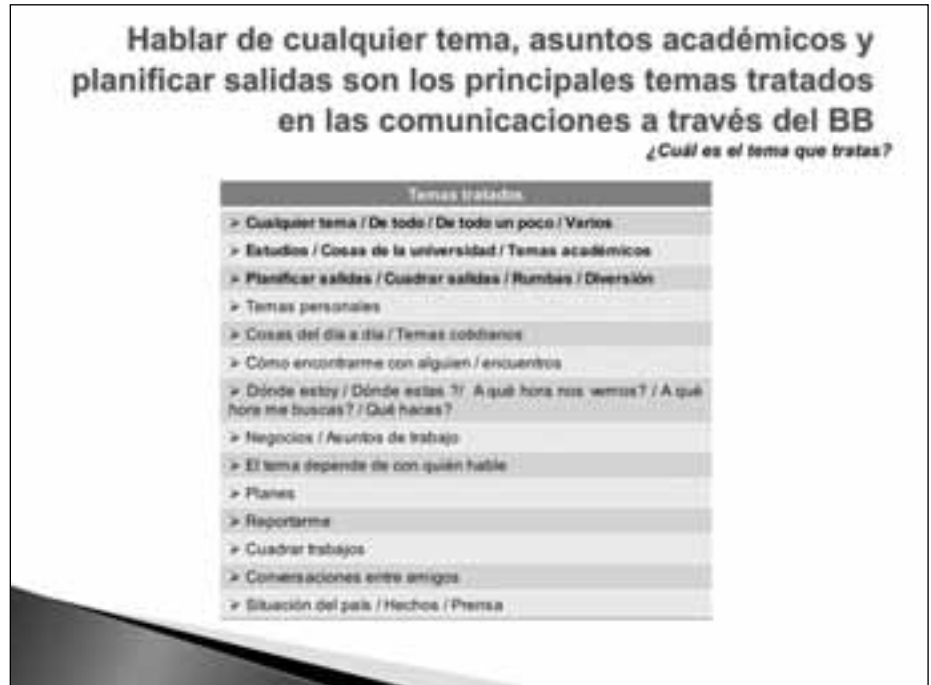 Hablar de cualquier tema, asuntos académicos y
planificar salidas son los principales temas tratados
en las comunicaciones a través del BB
¿Cuál es el tema que tratas?
Temas tratados
➢ Cualquier tema / De todo / De todo un poco / Varios
➢ Estudios / Cosas de la universidad / Temas académicos
➢ Planificar salidas / Cuadrar salidas / Rumbas / Diversión
➢ Temas personales
➢ Cosas del día a día / Temas cotidianos
➢ Cómo encontrarme con alguien / encuentros
➢ Dónde estoy / Dónde estas ?/ A qué hora nos vemos? / A qué
hora me buscas? / Qué haces?
➢ Negocios / Asuntos de trabajo
➢ El tema depende de con quién hable
➢ Planes
➢ Reportarme
➢ Cuadrar trabajos
➢ Conversaciones entre amigos
➢ Situación del país / Hechos / Prensa